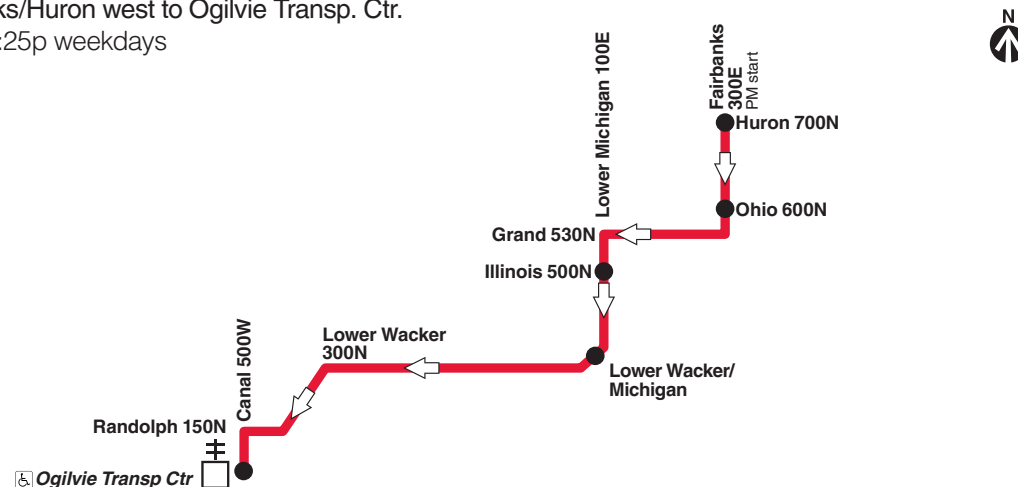 ks/Huron west to Ogilvie Transp. Ctr.
:25p weekdays
N
Lower Michigan 100E
Fairbanks
300E
PM start
Huron 700N
Ohio 600N
Grand 530N
Illinois 500N
Lower Wacker
300N
Canal 500W
Lower Wacker/
Michigan
Randolph 150N
Ogilvie Transp Ctr